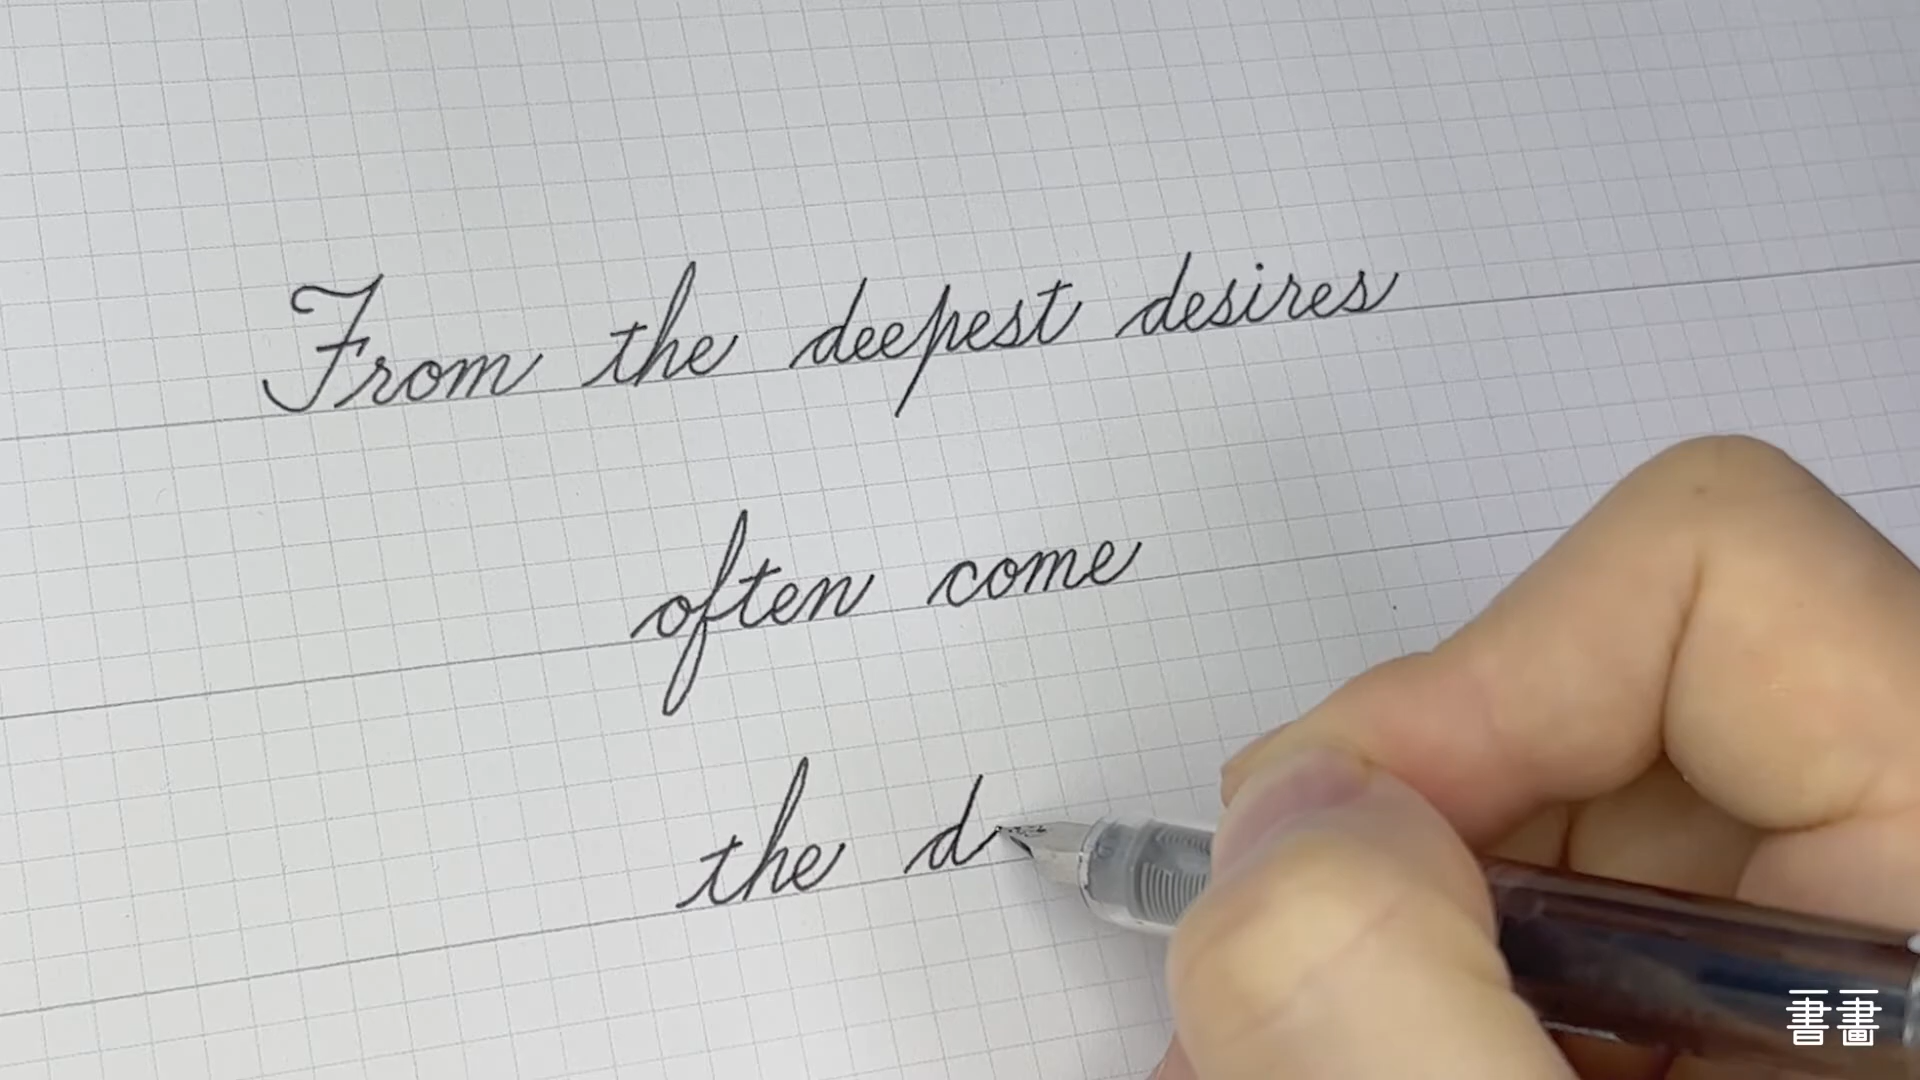 From the deepest desires
often come
the d
書畫